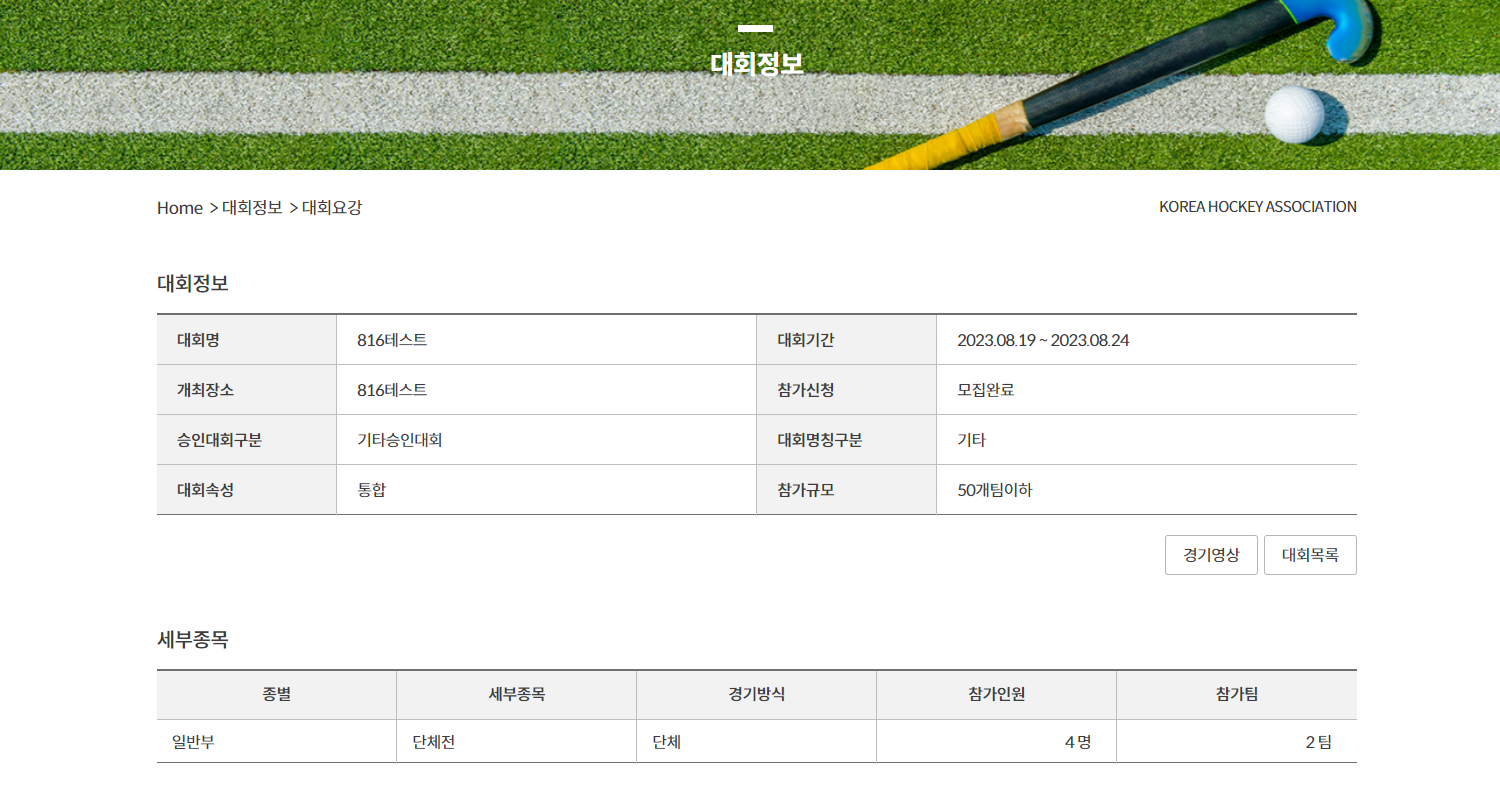 대회정보
Home > 대회정보 > 대회요강
KOREA HOCKEY ASSOCIATION
대회정보
대회명 816테스트 대회기간 2023.08.19 ~ 2023.08.24
개최장소 816테스트 참가신청 모집완료
승인대회구분 기타승인대회 대회명칭구분 기타
대회속성 통합 참가규모 50개팀이하
경기영상 대회목록
세부종목
종별 세부종목 경기방식 참가인원 참가팀
일반부 단체전 단체 4 명 2 팀